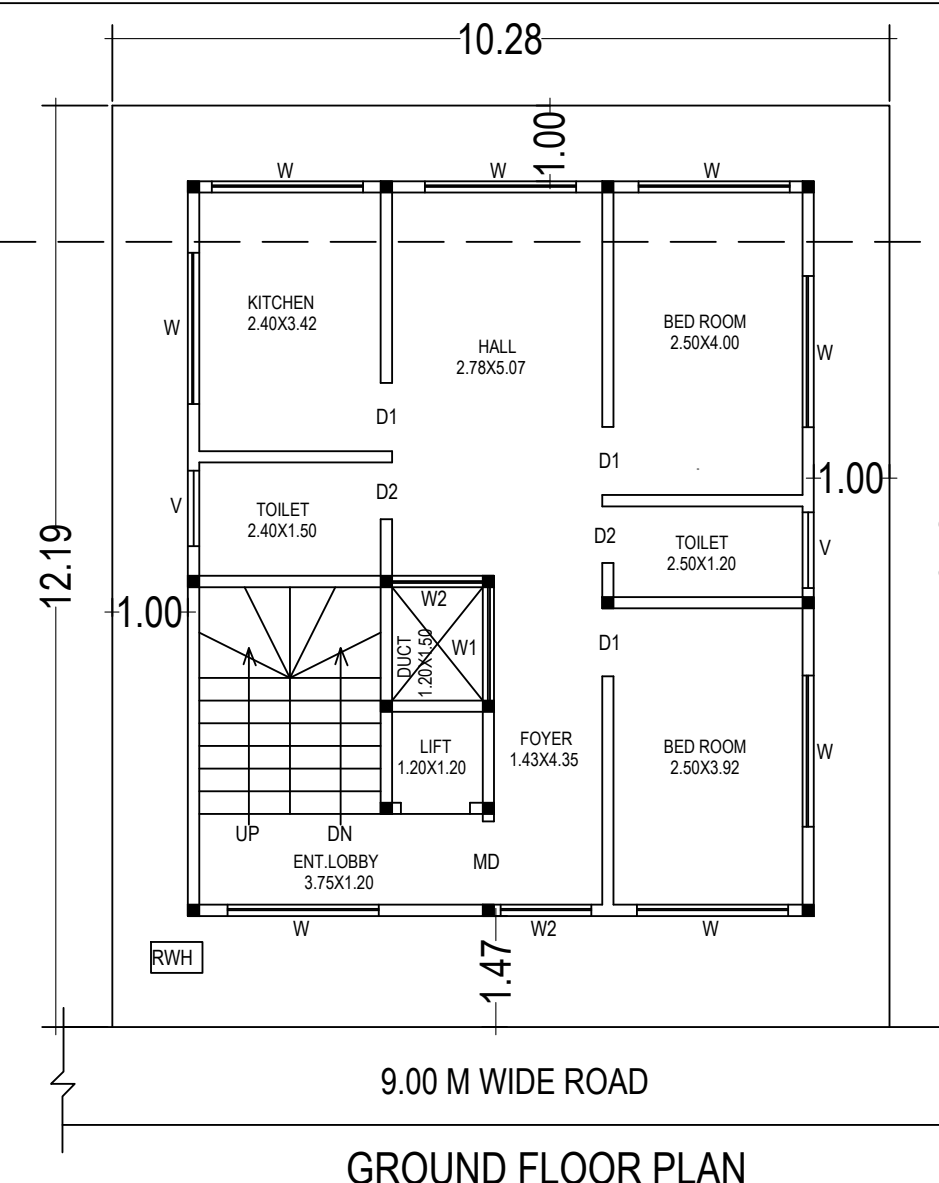 10.28
1.00
W
W
W
KITCHEN
2.40X3.42
W
HALL
2.78X5.07
BED ROOM
2.50X4.00
W
D1
D1
1.00
V
TOILET
2.40X1.50
D2
D2
TOILET
2.50X1.20
V
12.19
1.00
W2
DUCT
1.20X1.50
W1
D1
LIFT
1.20X1.20
FOYER
1.43X4.35
BED ROOM
2.50X3.92
W
UP
DN
ENT.LOBBY
3.75X1.20
MD
W
W2
W
RWH
1.47
9.00 M WIDE ROAD
GROUND FLOOR PLAN